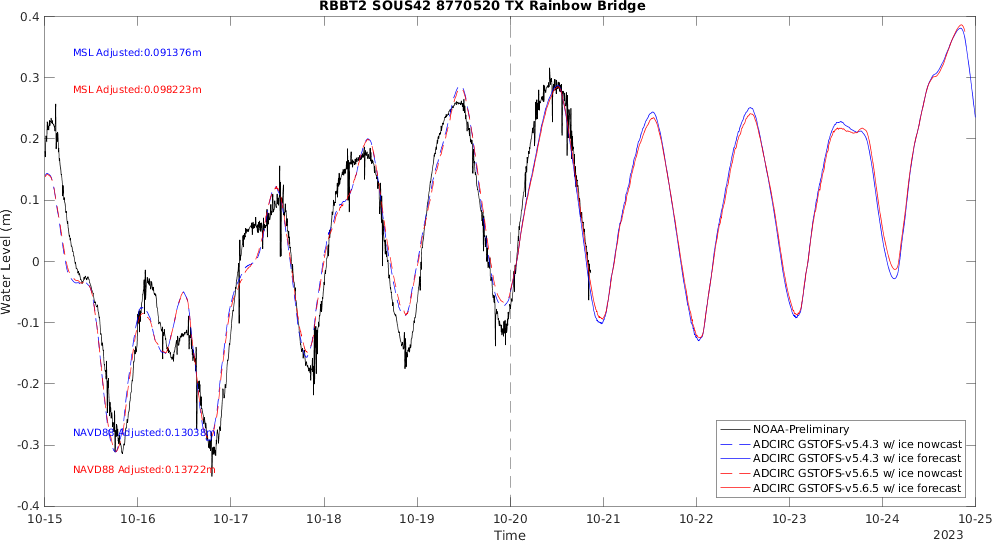 RBBT2 SOUS42 8770520 TX Rainbow Bridge
0.4
0.3
0.2
0.1
0
-0.1
-0.2
-0.3
-0.4
Water Level (m)
MSL Adjusted:0.091376m
MSL Adjusted:0.098223m
NAVD88 Adjusted:0.13038m
NAVD88 Adjusted:0.13722m
NOAA-Preliminary
ADCIRC GSTOFS-v5.4.3 w/ ice nowcast
ADCIRC GSTOFS-v5.4.3 w/ ice forecast
ADCIRC GSTOFS-v5.6.5 w/ ice nowcast
ADCIRC GSTOFS-v5.6.5 w/ ice forecast
10-15 10-16 10-17 10-18 10-19 10-20 10-21 10-22 10-23 10-24 10-25
Time
2023